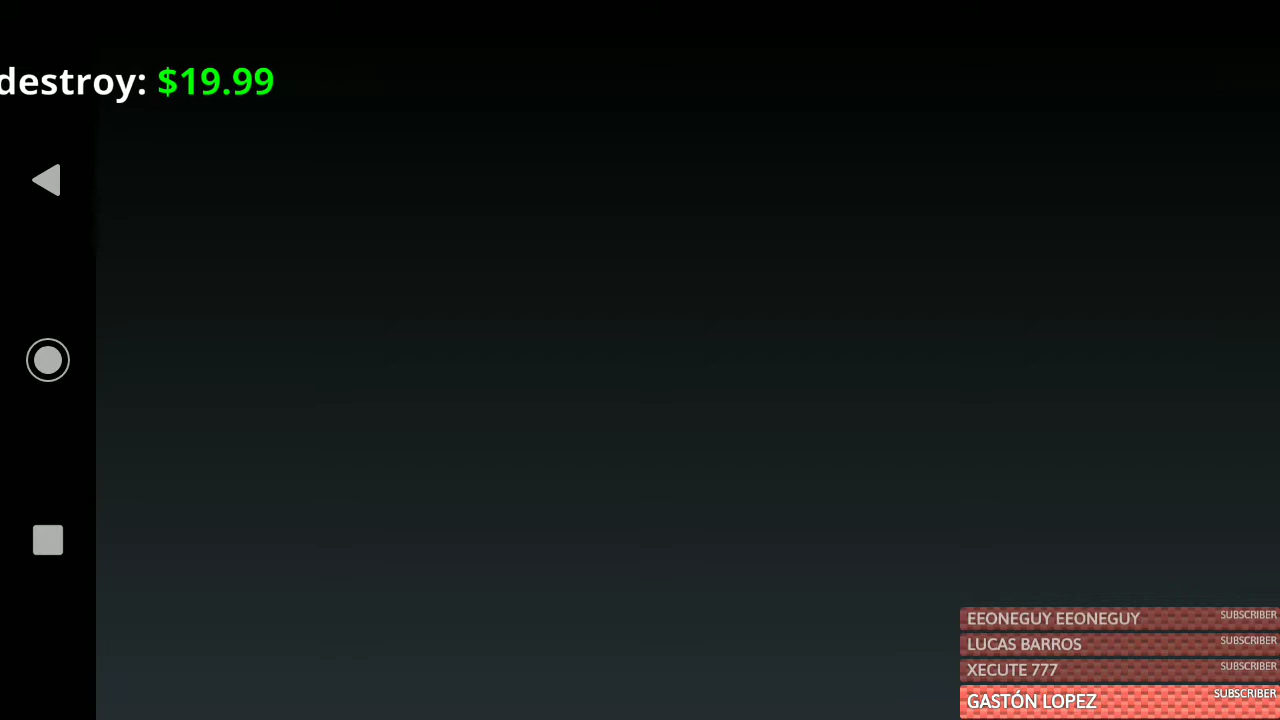 destroy: $19.99
EEONEGUY EEONEGUY SUBSCRIBER
LUCAS BARROS SUBSCRIBER
XECUTE 777 SUBSCRIBER
GASTÓN LOPEZ SUBSCRIBER